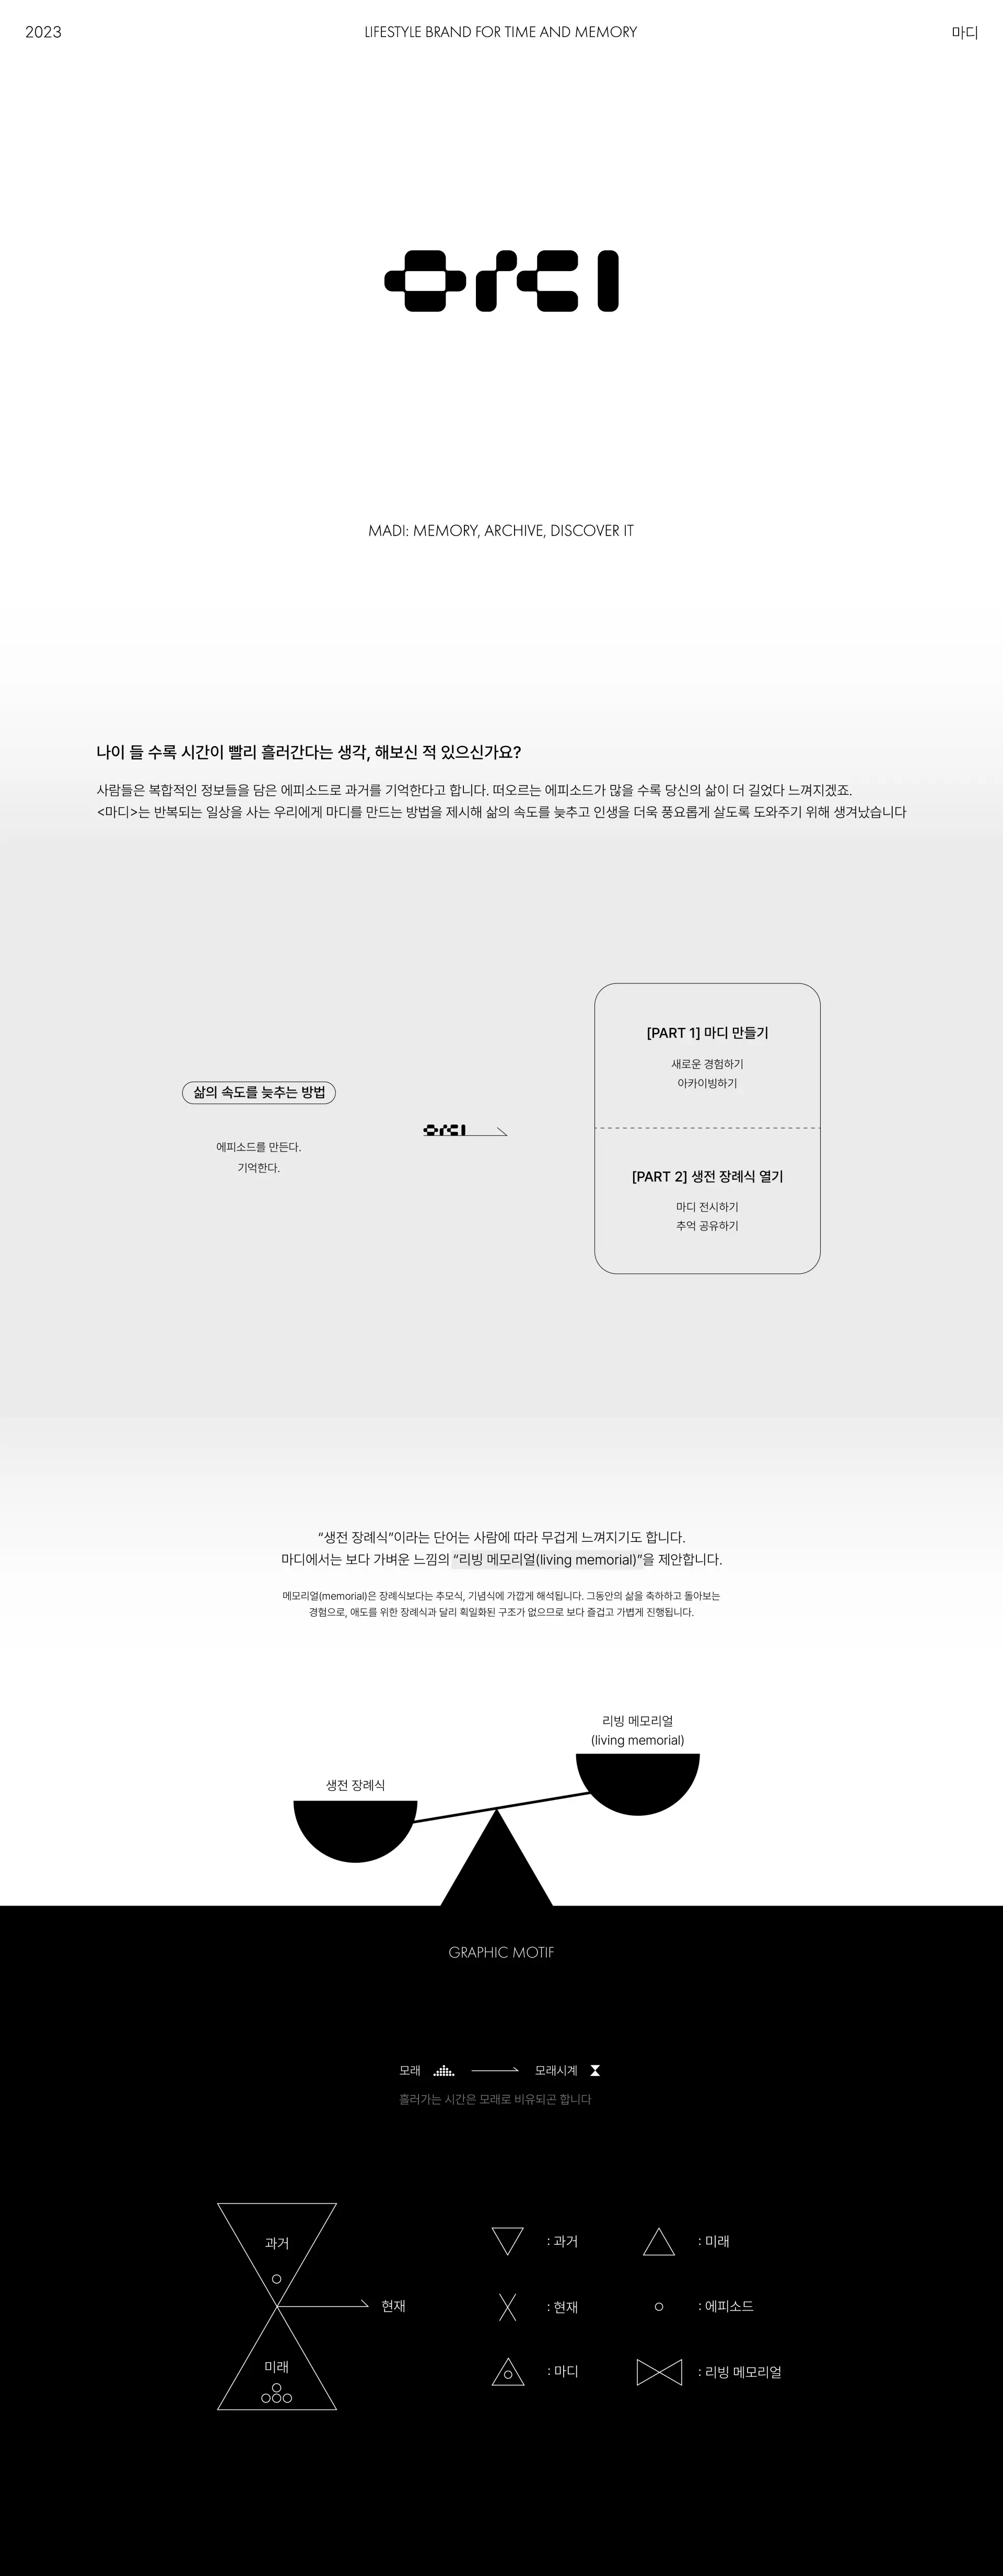 2023
LIFESTYLE BRAND FOR TIME AND MEMORY
마디
MADI: MEMORY, ARCHIVE, DISCOVER IT
나이 들 수록 시간이 빨리 흘러간다는 생각, 해보신 적 있으신가요?
사람들은 복합적인 정보들을 담은 에피소드로 과거를 기억한다고 합니다. 떠오르는 에피소드가 많을 수록 당신의 삶이 더 길었다 느껴지겠죠.
<마디>는 반복되는 일상을 사는 우리에게 마디를 만드는 방법을 제시해 삶의 속도를 늦추고 인생을 더욱 풍요롭게 살도록 도와주기 위해 생겨났습니다
삶의 속도를 늦추는 방법
에피소드를 만든다.
기억한다.
[PART 1] 마디 만들기
새로운 경험하기
아카이빙하기
[PART 2] 생전 장례식 열기
마디 전시하기
추억 공유하기
“생전 장례식”이라는 단어는 사람에 따라 무겁게 느껴지기도 합니다.
마디에서는 보다 가벼운 느낌의 “리빙 메모리얼(living memorial)”을 제안합니다.
메모리얼(memorial)은 장례식보다는 추모식, 기념식에 가깝게 해석됩니다. 그동안의 삶을 축하하고 돌아보는
경험으로, 애도를 위한 장례식과 달리 획일화된 구조가 없으므로 보다 즐겁고 가볍게 진행됩니다.
리빙 메모리얼
(living memorial)
생전 장례식
GRAPHIC MOTIF
모래
모래시계
흘러가는 시간은 모래로 비유되곤 합니다
과거
현재
미래
: 과거
: 미래
: 현재
: 에피소드
: 마디
: 리빙 메모리얼